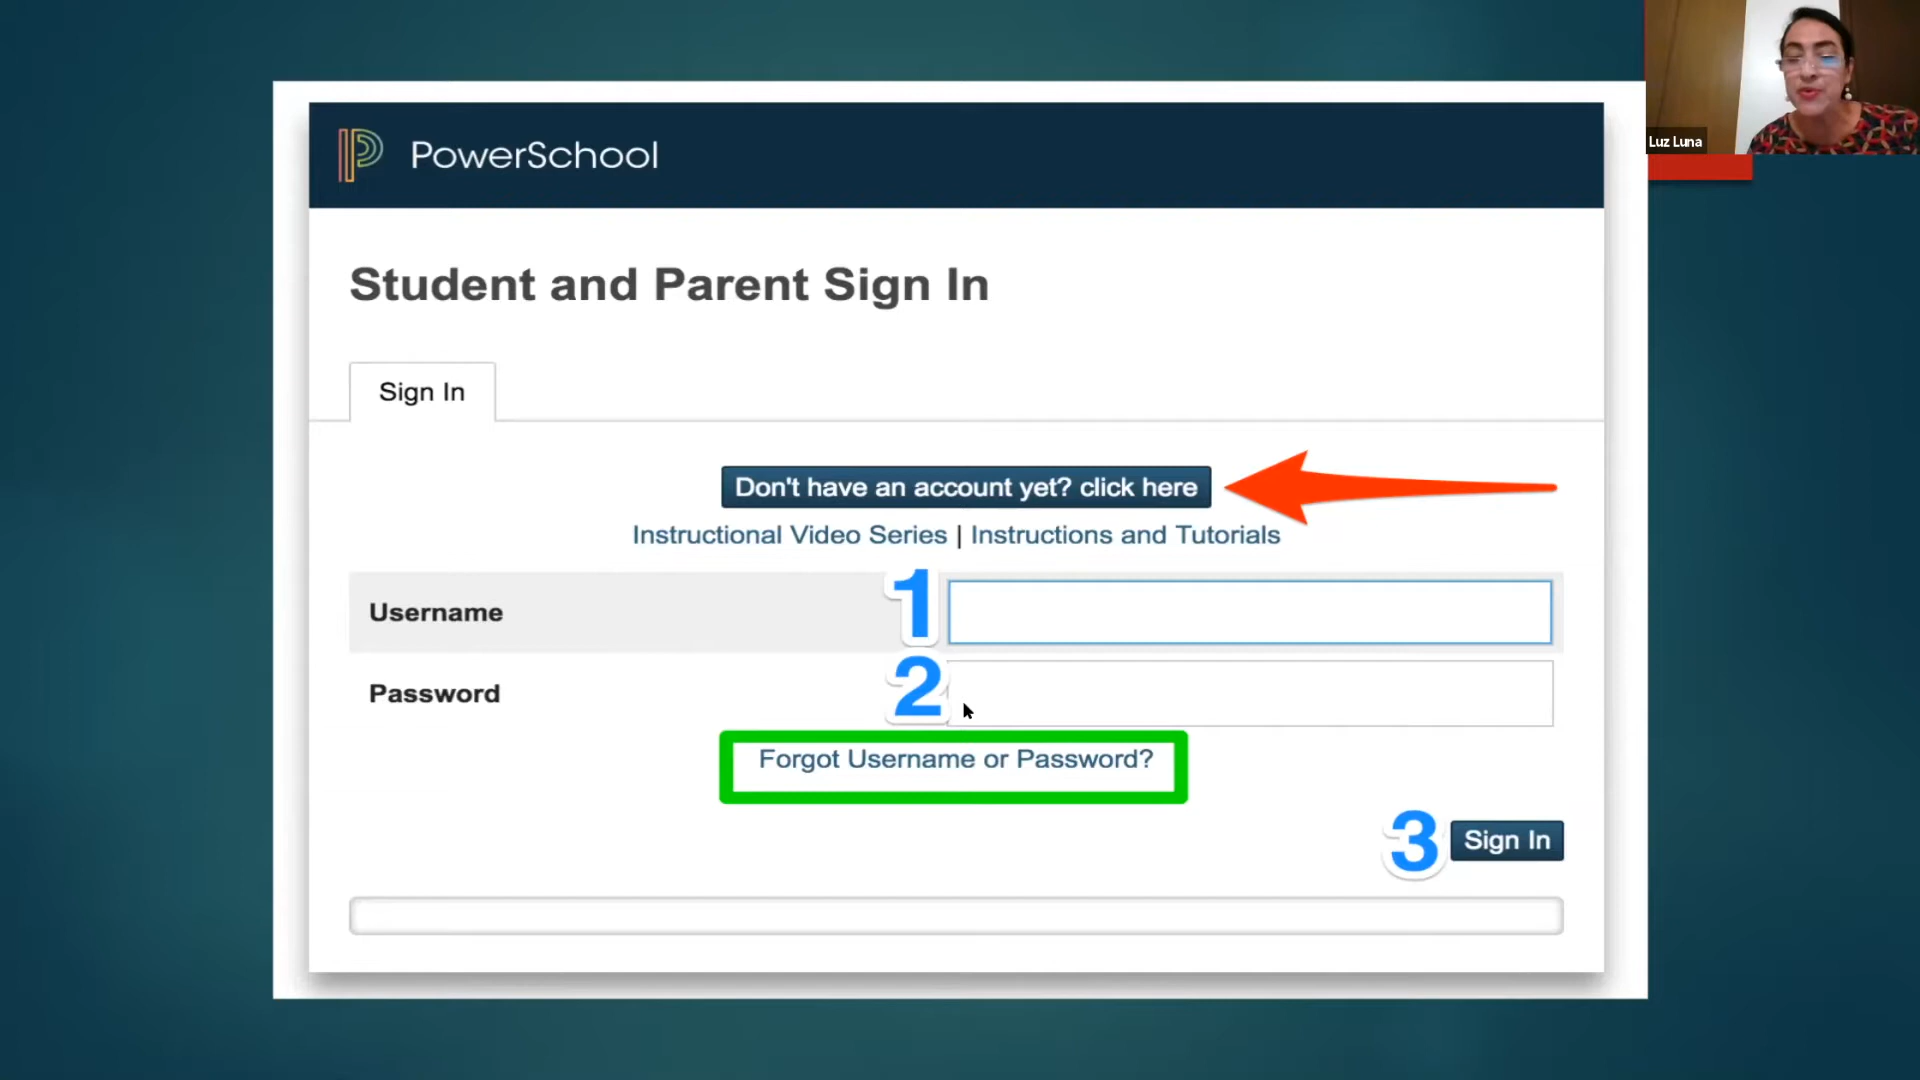 PowerSchool
Luz Luna
Student and Parent Sign In
Sign In
Don't have an account yet? click here
Instructional Video Series | Instructions and Tutorials
Username 1
Password 2
Forgot Username or Password?
3 Sign In